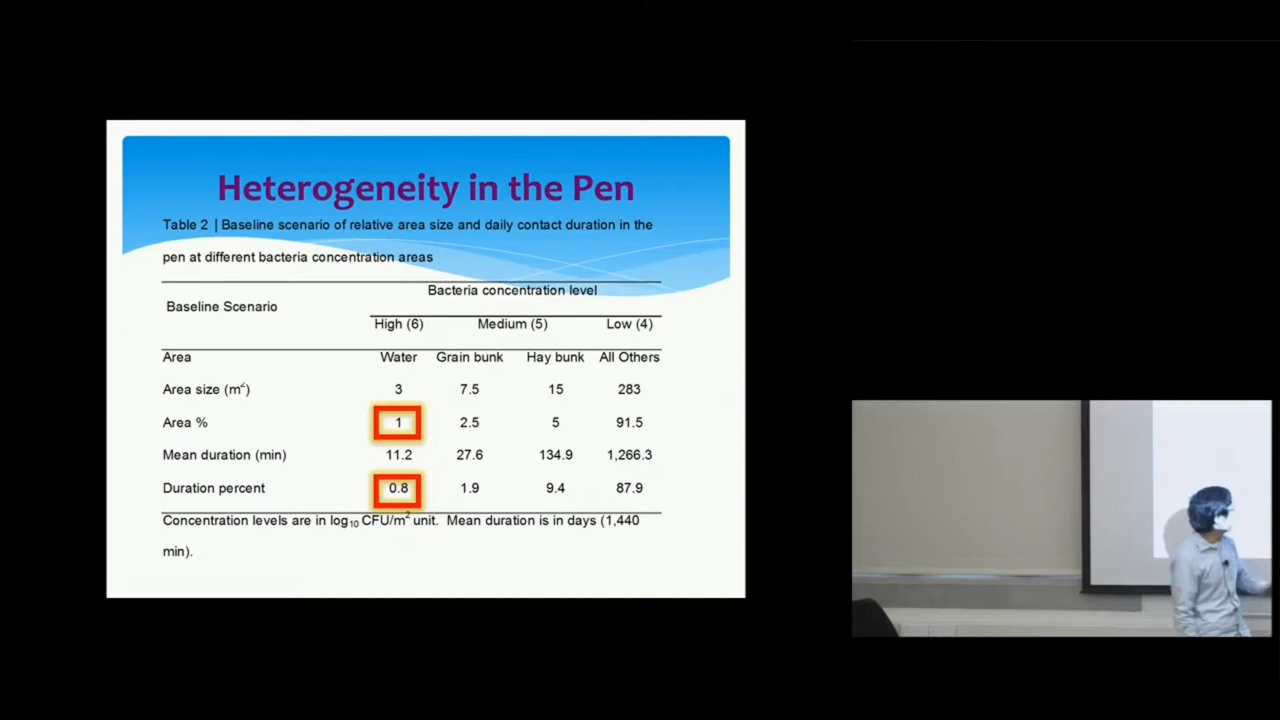 Heterogeneity in the Pen
Table 2 | Baseline scenario of relative area size and daily contact duration in the
pen at different bacteria concentration areas
Baseline Scenario
Bacteria concentration level
High (6) Medium (5) Low (4)
Area Water Grain bunk Hay bunk All Others
Area size (m²) 3 7.5 15 283
Area % 1 2.5 5 91.5
Mean duration (min) 11.2 27.6 134.9 1,266.3
Duration percent 0.8 1.9 9.4 87.9
Concentration levels are in log₁₀ CFU/m² unit. Mean duration is in days (1,440
min).